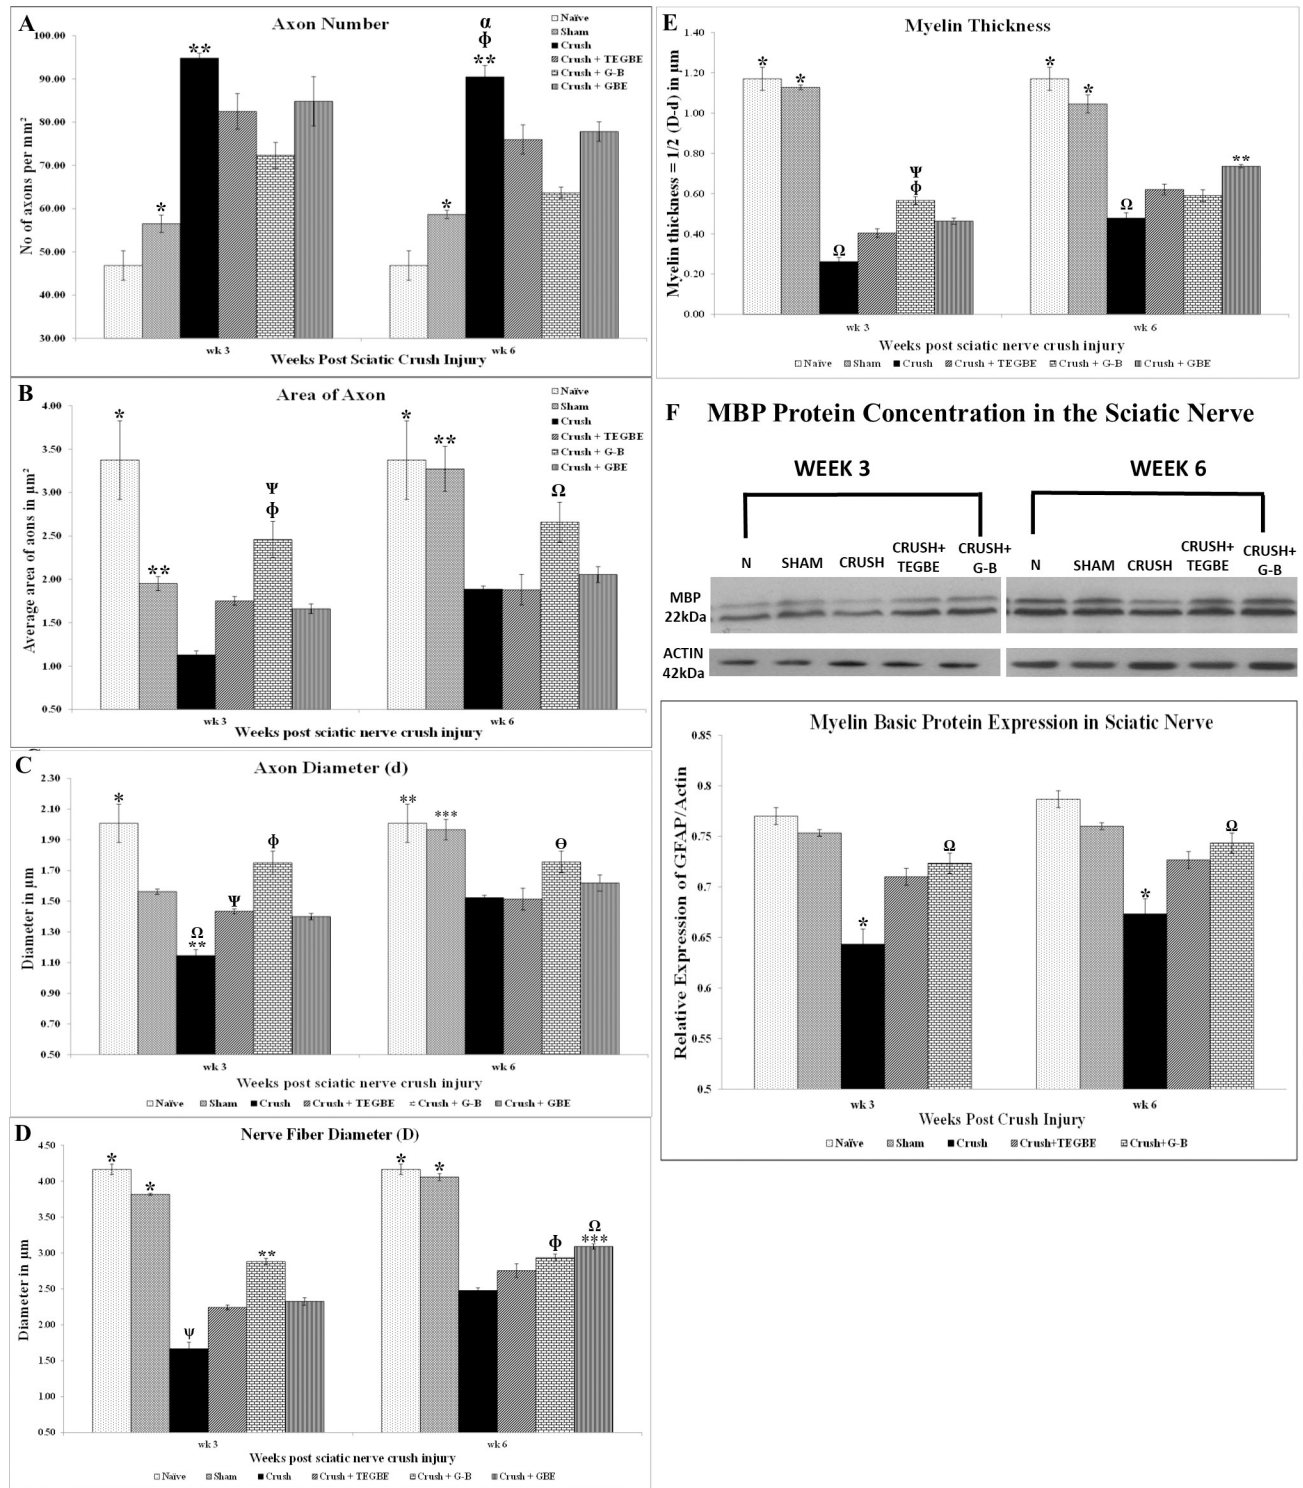 A
Axon Number
No of axons per mm²
100.00
90.00
80.00
70.00
60.00
50.00
40.00
30.00
*
**
*
α
Φ
**
Naïve
Sham
Crush
Crush + TEGBE
Crush + G-B
Crush + GBE
wk 3
wk 6
Weeks Post Sciatic Crush Injury
B
Area of Axon
Average area of aons in µm²
4.00
3.50
3.00
2.50
2.00
1.50
1.00
0.50
*
**
Ψ
Φ
*
**
Ω
Naïve
Sham
Crush
Crush + TEGBE
Crush + G-B
Crush + GBE
wk 3
wk 6
Weeks post sciatic nerve crush injury
C
Axon Diameter (d)
Diameter in µm
2.30
2.10
1.90
1.70
1.50
1.30
1.10
0.90
0.70
0.50
*
Ω
**
Ψ
Φ
**
***
Θ
wk 3
wk 6
Weeks post sciatic nerve crush injury
Naïve Sham Crush Crush + TEGBE Crush + G-B Crush + GBE
D
Nerve Fiber Diameter (D)
Diameter in µm
4.50
4.00
3.50
3.00
2.50
2.00
1.50
1.00
0.50
*
*
Ψ
**
*
*
Φ
Ω
***
wk 3
wk 6
Weeks post sciatic nerve crush injury
Naïve Sham Crush Crush + TEGBE Crush + G-B Crush + GBE
E
Myelin Thickness
Myelin thickness = 1/2 (D-d) in µm
1.40
1.20
1.00
0.80
0.60
0.40
0.20
0.00
*
*
Ω
Ψ
Φ
*
*
Ω
**
wk 3
wk 6
Weeks post sciatic nerve crush injury
Naïve Sham Crush Crush + TEGBE Crush + G-B Crush + GBE
F MBP Protein Concentration in the Sciatic Nerve
WEEK 3
WEEK 6
N SHAM CRUSH CRUSH+ TEGBE CRUSH+ G-B
N SHAM CRUSH CRUSH+ TEGBE CRUSH+ G-B
MBP
22kDa
ACTIN
42kDa
Myelin Basic Protein Expression in Sciatic Nerve
Relative Expression of GFAP/Actin
0.85
0.8
0.75
0.7
0.65
0.6
0.55
0.5
*
Ω
*
Ω
wk 3
wk 6
Weeks Post Crush Injury
Naïve Sham Crush Crush+TEGBE Crush+G-B